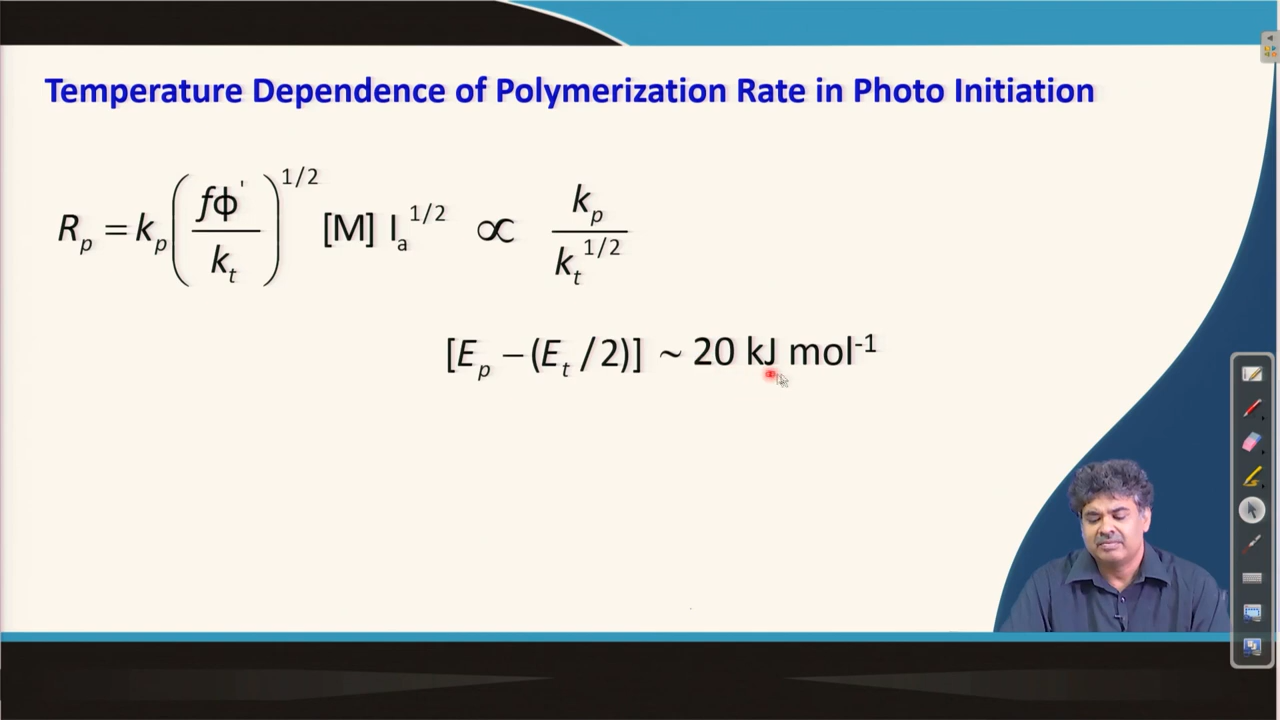 Temperature Dependence of Polymerization Rate in Photo Initiation
R_p = k_p (fϕ' / k_t)^{1/2} [M] I_a^{1/2} ∝ k_p / k_t^{1/2}
[E_p − (E_t / 2)] ~ 20 kJ mol^{-1}